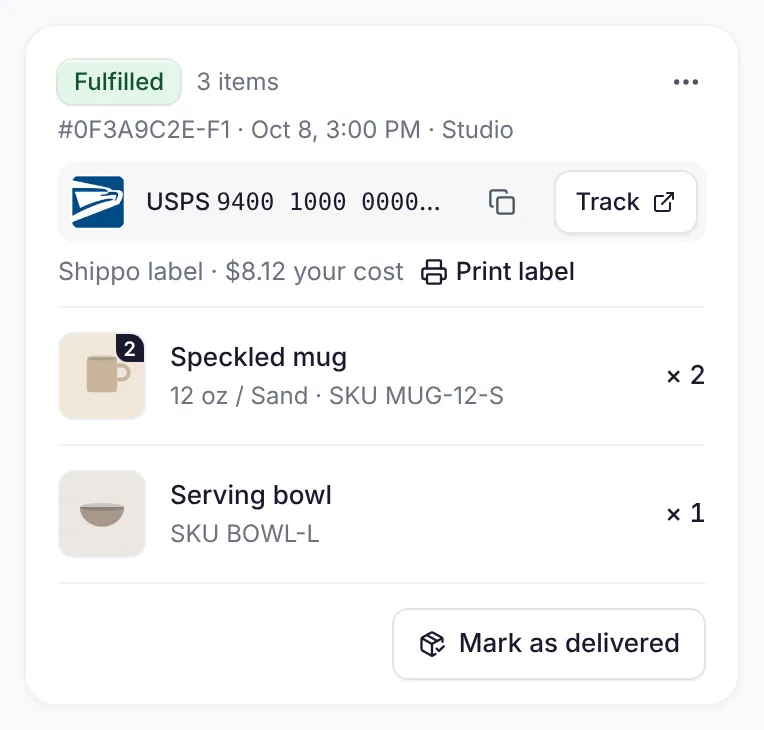 Fulfilled 3 items
#0F3A9C2E-F1 · Oct 8, 3:00 PM · Studio
USPS 9400 1000 0000... Track
Shippo label · $8.12 your cost Print label
2
Speckled mug
12 oz / Sand · SKU MUG-12-S
× 2
Serving bowl
SKU BOWL-L
× 1
Mark as delivered